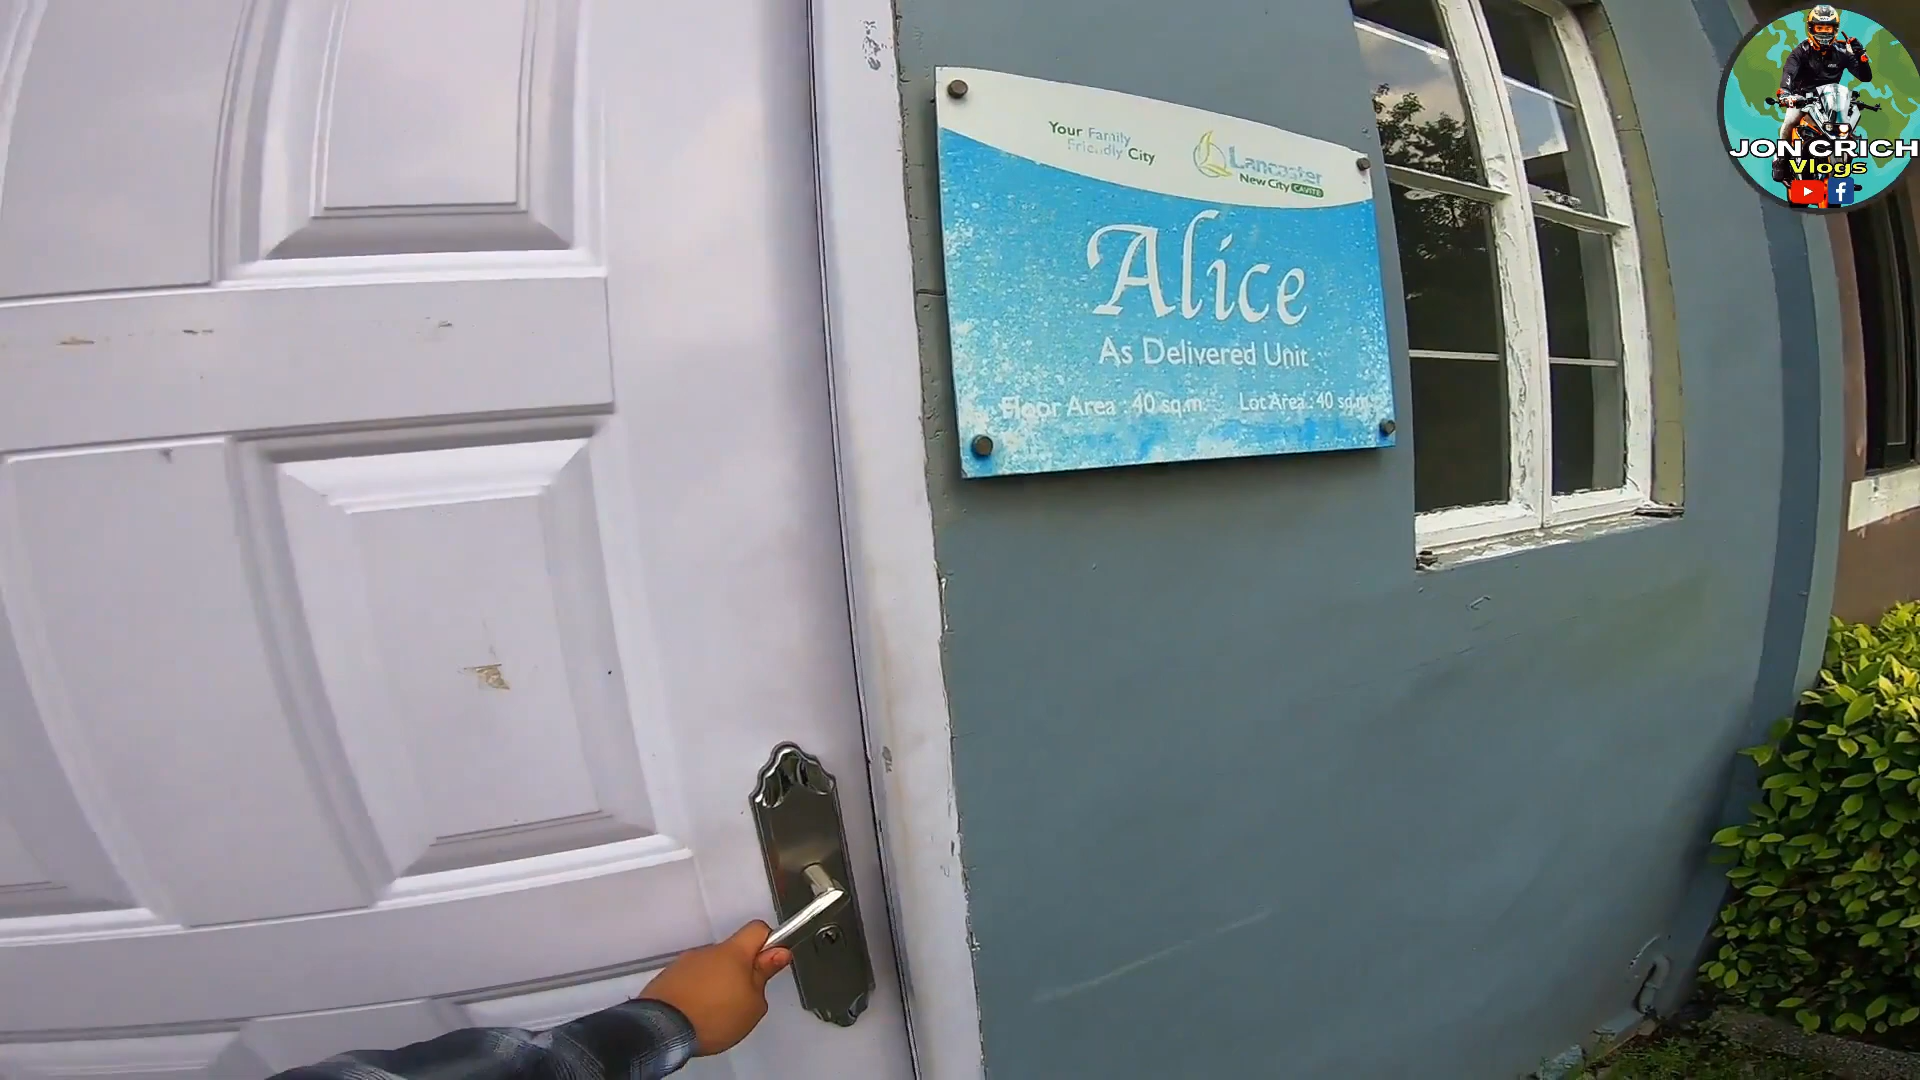 Your Family
Friendly City
Lancaster
New City CAVITE
Alice
As Delivered Unit
Floor Area : 40 sq.m. Lot Area : 40 sq.m.
JON CRICH
Vlogs